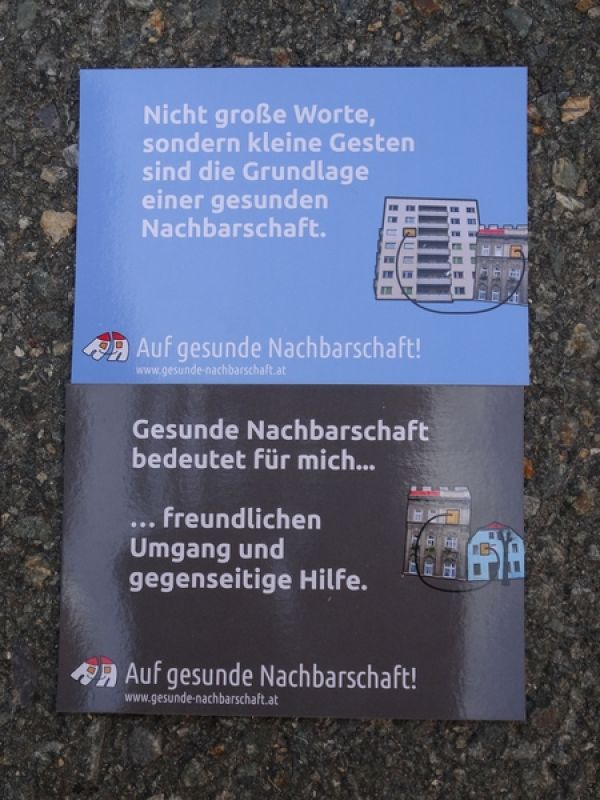 Nicht große Worte,
sondern kleine Gesten
sind die Grundlage
einer gesunden
Nachbarschaft.
Auf gesunde Nachbarschaft!
www.gesunde-nachbarschaft.at
Gesunde Nachbarschaft
bedeutet für mich...
... freundlichen
Umgang und
gegenseitige Hilfe.
Auf gesunde Nachbarschaft!
www.gesunde-nachbarschaft.at